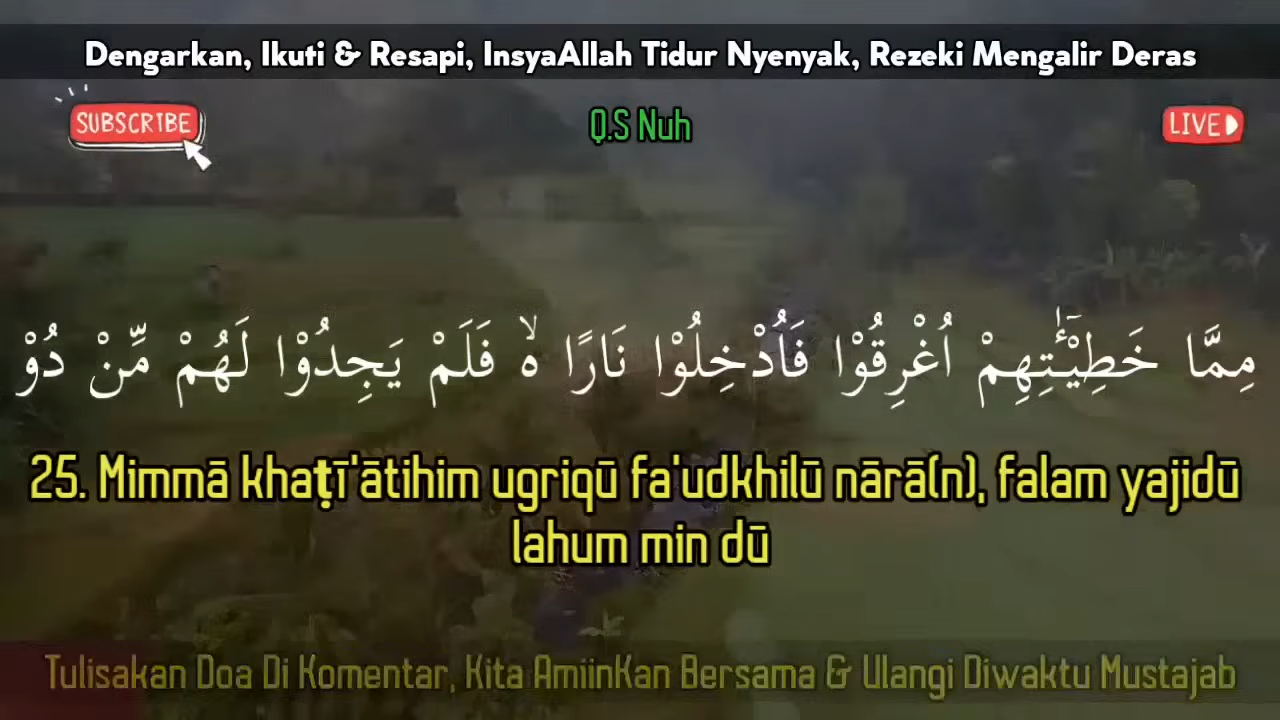 Dengarkan, Ikuti & Resapi, InsyaAllah Tidur Nyenyak, Rezeki Mengalir Deras
SUBSCRIBE
Q.S Nuh
LIVE
مِمَّا خَطِيْۤـٰٔتِهِمْ اُغْرِقُوْا فَاُدْخِلُوْا نَارًا ەۙ فَلَمْ يَجِدُوْا لَهُمْ مِّنْ دُوْ
25. Mimmā khaṭī'ātihim ugriqū fa'udkhilū nārā(n), falam yajidū
lahum min dū
Tulisakan Doa Di Komentar, Kita AmiinKan Bersama & Ulangi Diwaktu Mustajab